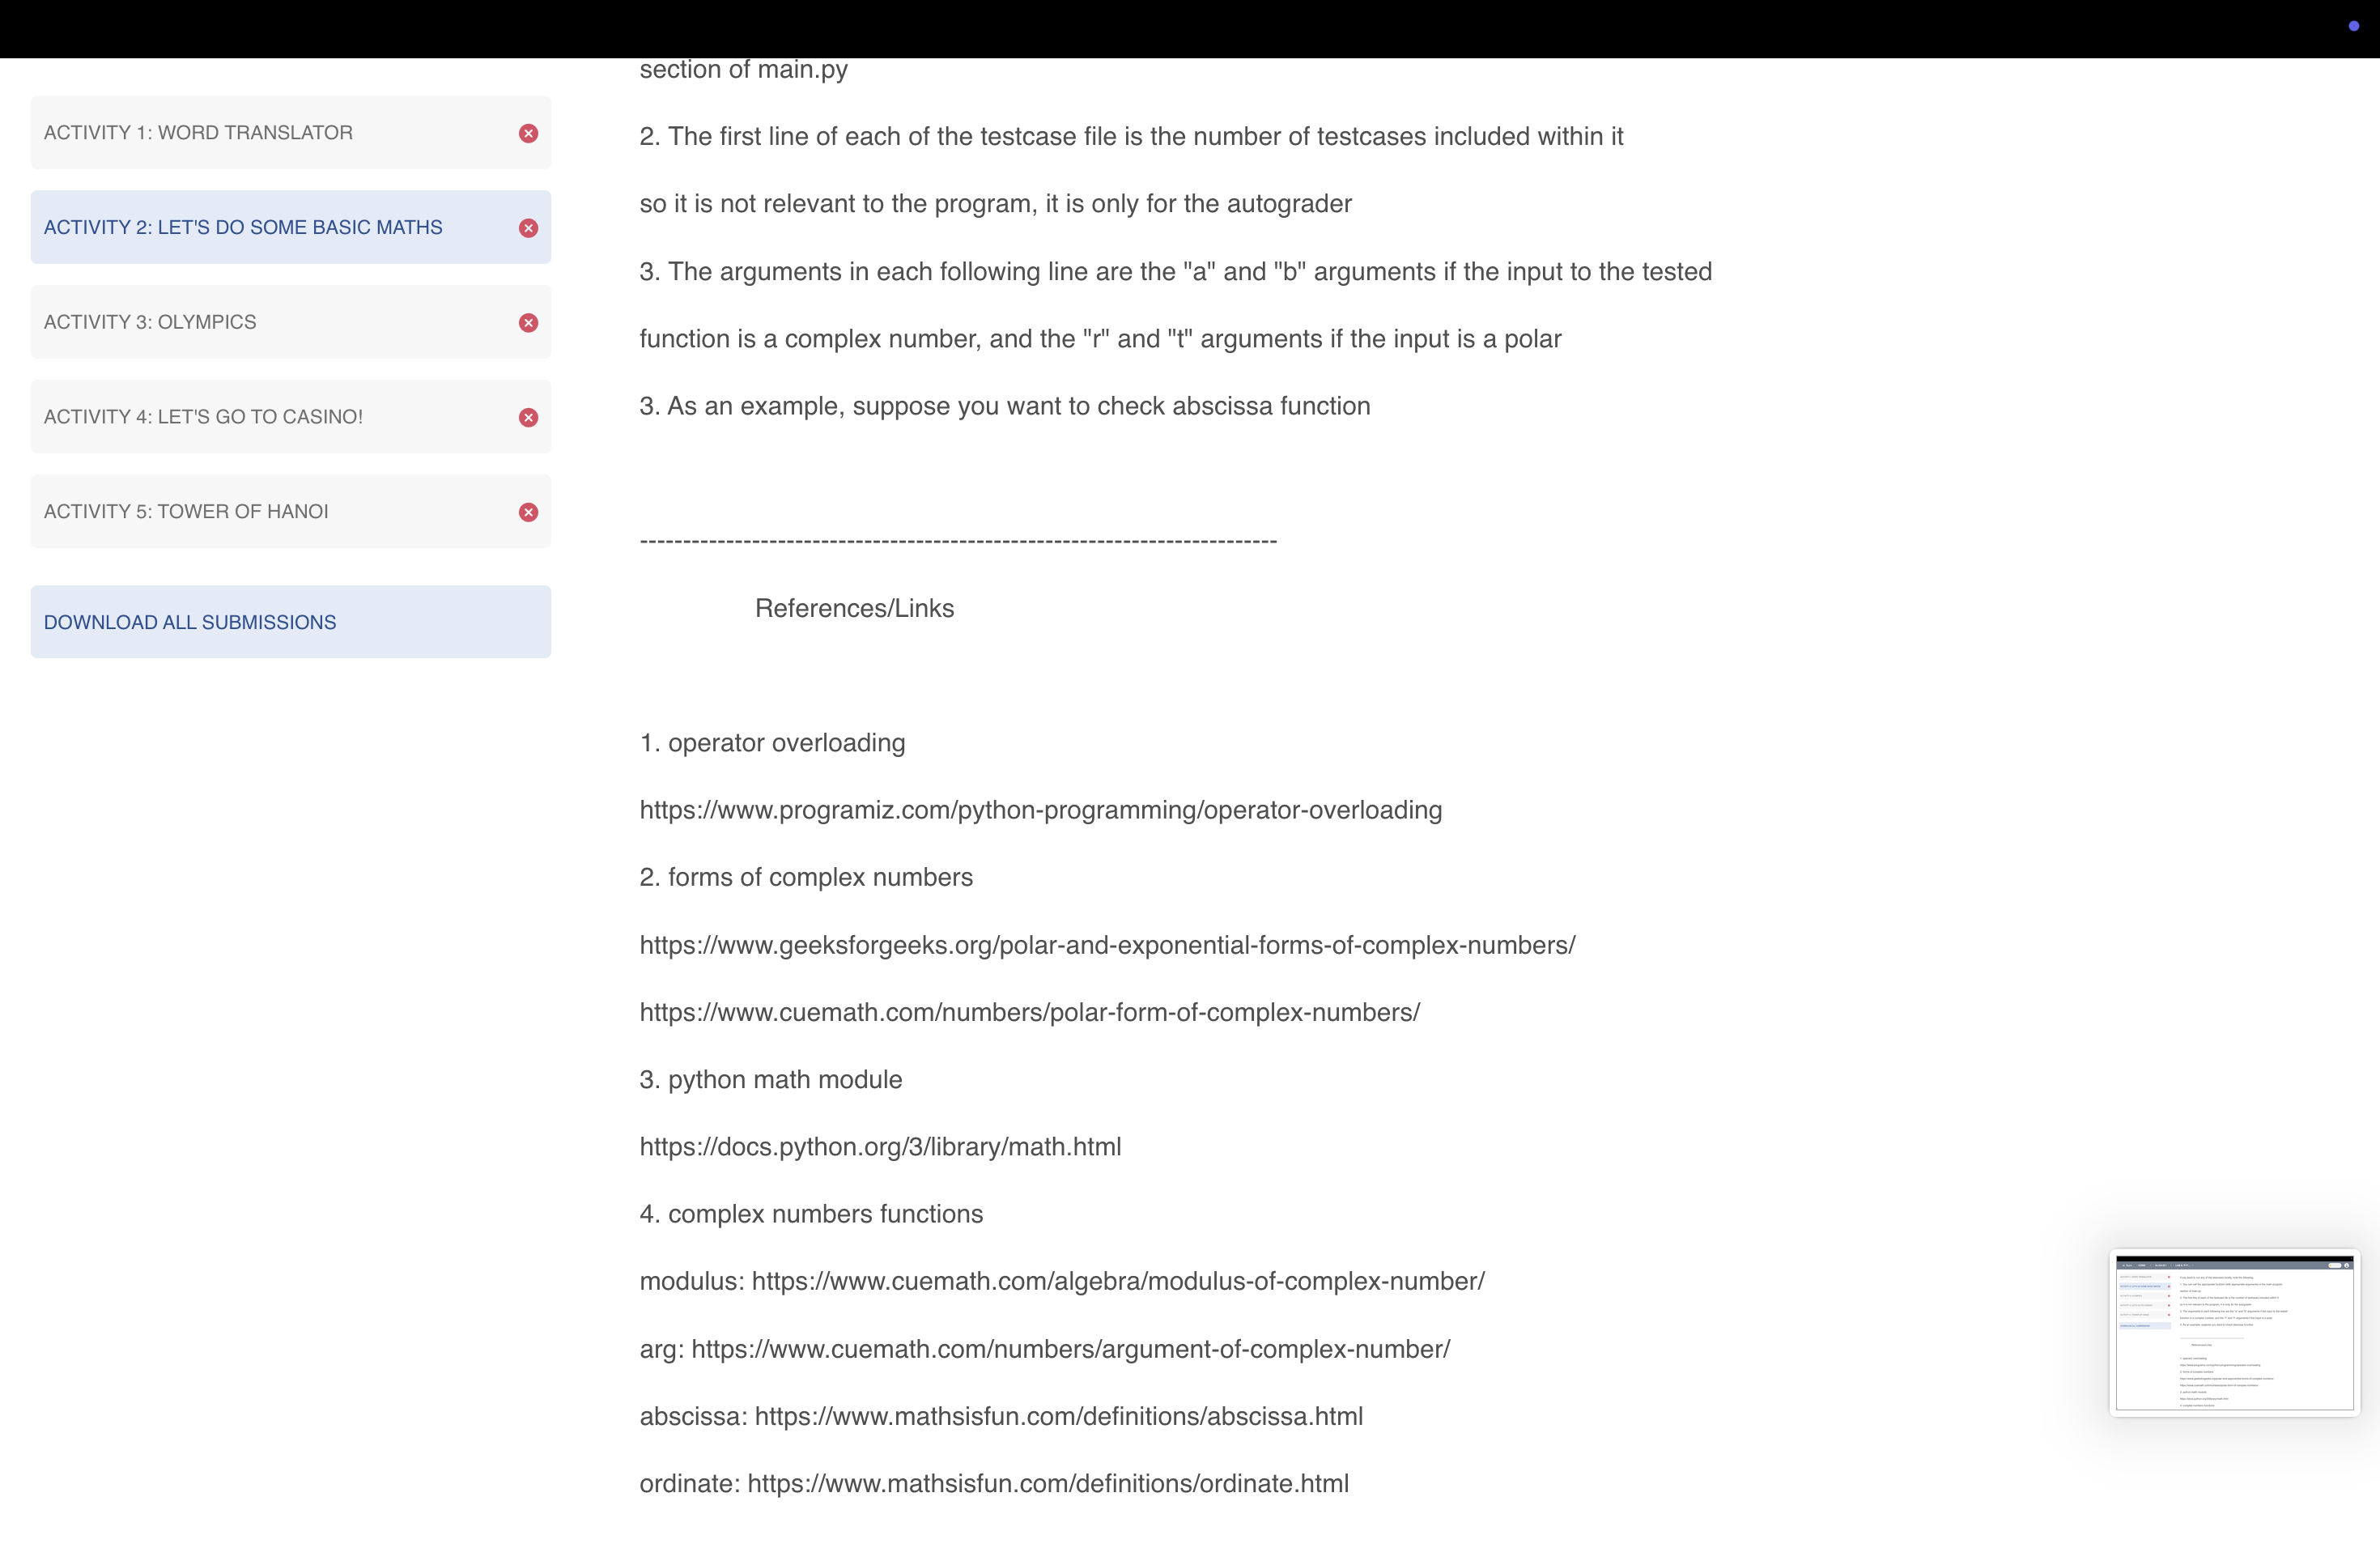 section of main.py
ACTIVITY 1: WORD TRANSLATOR
ACTIVITY 2: LET'S DO SOME BASIC MATHS
ACTIVITY 3: OLYMPICS
ACTIVITY 4: LET'S GO TO CASINO!
ACTIVITY 5: TOWER OF HANOI
DOWNLOAD ALL SUBMISSIONS
2. The first line of each of the testcase file is the number of testcases included within it
so it is not relevant to the program, it is only for the autograder
3. The arguments in each following line are the "a" and "b" arguments if the input to the tested
function is a complex number, and the "r" and "t" arguments if the input is a polar
3. As an example, suppose you want to check abscissa function
--------------------------------------------------------------------------
References/Links
1. operator overloading
https://www.programiz.com/python-programming/operator-overloading
2. forms of complex numbers
https://www.geeksforgeeks.org/polar-and-exponential-forms-of-complex-numbers/
https://www.cuemath.com/numbers/polar-form-of-complex-numbers/
3. python math module
https://docs.python.org/3/library/math.html
4. complex numbers functions
modulus: https://www.cuemath.com/algebra/modulus-of-complex-number/
arg: https://www.cuemath.com/numbers/argument-of-complex-number/
abscissa: https://www.mathsisfun.com/definitions/abscissa.html
ordinate: https://www.mathsisfun.com/definitions/ordinate.html